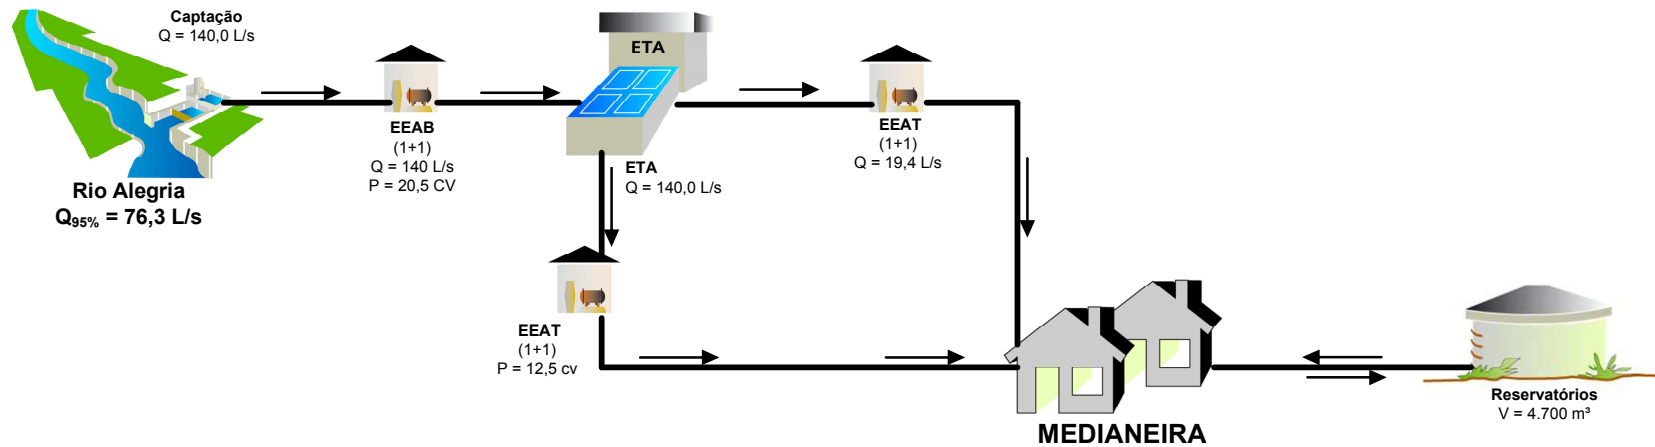 Captação
Q = 140,0 L/s
Rio Alegria
Q95% = 76,3 L/s
EEAB
(1+1)
Q = 140 L/s
P = 20,5 CV
ETA
ETA
Q = 140,0 L/s
EEAT
(1+1)
Q = 19,4 L/s
EEAT
(1+1)
P = 12,5 cv
MEDIANEIRA
Reservatórios
V = 4.700 m³